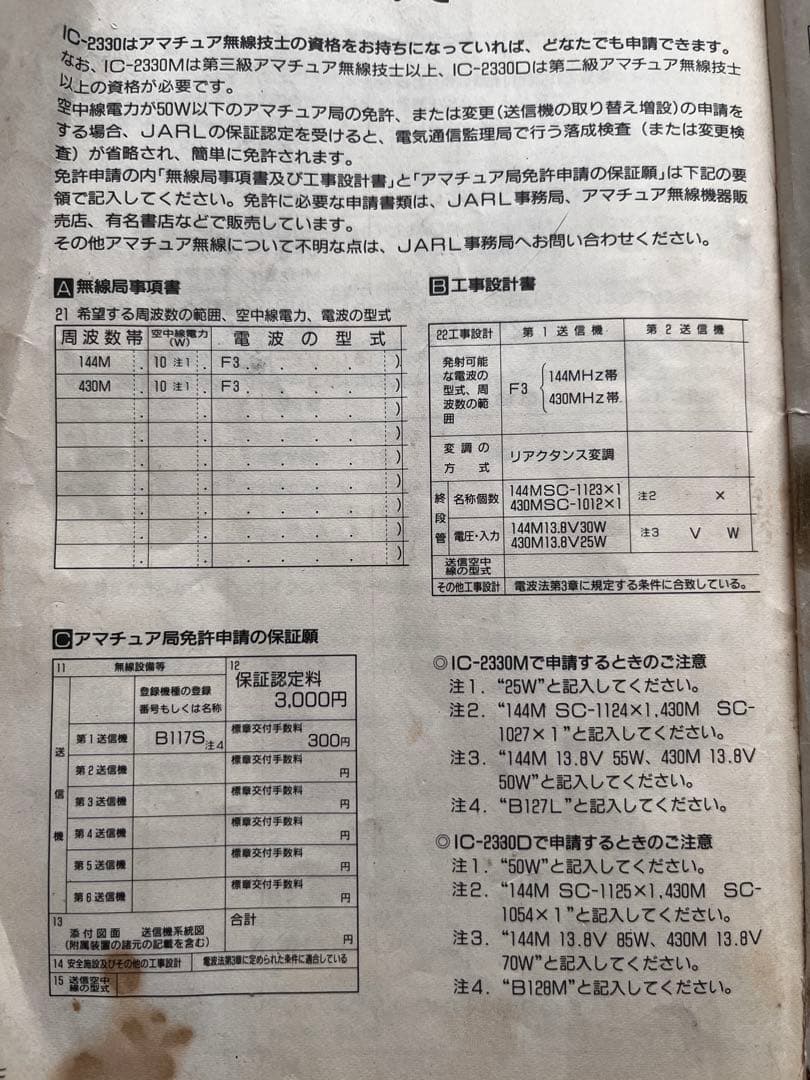 IC-2330はアマチュア無線技士の資格をお持ちになっていれば、どなたでも申請できます。
なお、IC-2330Mは第三級アマチュア無線技士以上、IC-2330Dは第二級アマチュア無線技士
以上の資格が必要です。
空中線電力が50W以下のアマチュア局の免許、または変更(送信機の取り替え増設)の申請を
する場合、JARLの保証認定を受けると、電気通信監理局で行う落成検査(または変更検
査)が省略され、簡単に免許されます。
免許申請の内「無線局事項書及び工事設計書」と「アマチュア局免許申請の保証願」は下記の要
領で記入してください。免許に必要な申請書類は、JARL事務局、アマチュア無線機器販
売店、有名書店などで販売しています。
その他アマチュア無線について不明な点は、JARL事務局へお問い合わせください。
A 無線局事項書
21 希望する周波数の範囲、空中線電力、電波の型式
周波数帯 空中線電力(W) 電波の型式
144M . 10 注1 . F3 . . . . )
430M . 10 注1 . F3 . . . . )
. . . . . . )
. . . . . . )
. . . . . . )
. . . . . . )
. . . . . . )
. . . . . . )
. . . . . . )
B 工事設計書
22工事設計 第1送信機 第2送信機
発射可能
な電波の
型式、周
波数の範
囲
F3 { 144MHz帯
430MHz帯
変調の
方式
リアクタンス変調
終段管
名称個数
144MSC-1123×1
430MSC-1012×1
注2 ×
電圧・入力
144M13.8V30W
430M13.8V25W
注3 V W
送信空中
線の型式
その他工事設計 電波法第3章に規定する条件に合致している。
C アマチュア局免許申請の保証願
11 無線設備等
12 保証認定料
3,000円
送信機
登録機種の登録
番号もしくは名称
第1送信機 B117S注4 標章交付手数料 300円
第2送信機 標章交付手数料 円
第3送信機 標章交付手数料 円
第4送信機 標章交付手数料 円
第5送信機 標章交付手数料 円
第6送信機 標章交付手数料 円
13 添付図面 送信機系統図
(附属装置の諸元の記載を含む)
合計
円
14 安全施設及びその他の工事設計 電波法第3章に定められた条件に適合している
15 送信空中
線の型式
◎IC-2330Mで申請するときのご注意
注1. “25W”と記入してください。
注2. “144M SC-1124×1,430M SC-
1027×1”と記入してください。
注3. “144M 13.8V 55W、430M 13.8V
50W”と記入してください。
注4. “B127L”と記入してください。
◎IC-2330Dで申請するときのご注意
注1. “50W”と記入してください。
注2. “144M SC-1125×1,430M SC-
1054×1”と記入してください。
注3. “144M 13.8V 85W、430M 13.8V
70W”と記入してください。
注4. “B128M”と記入してください。